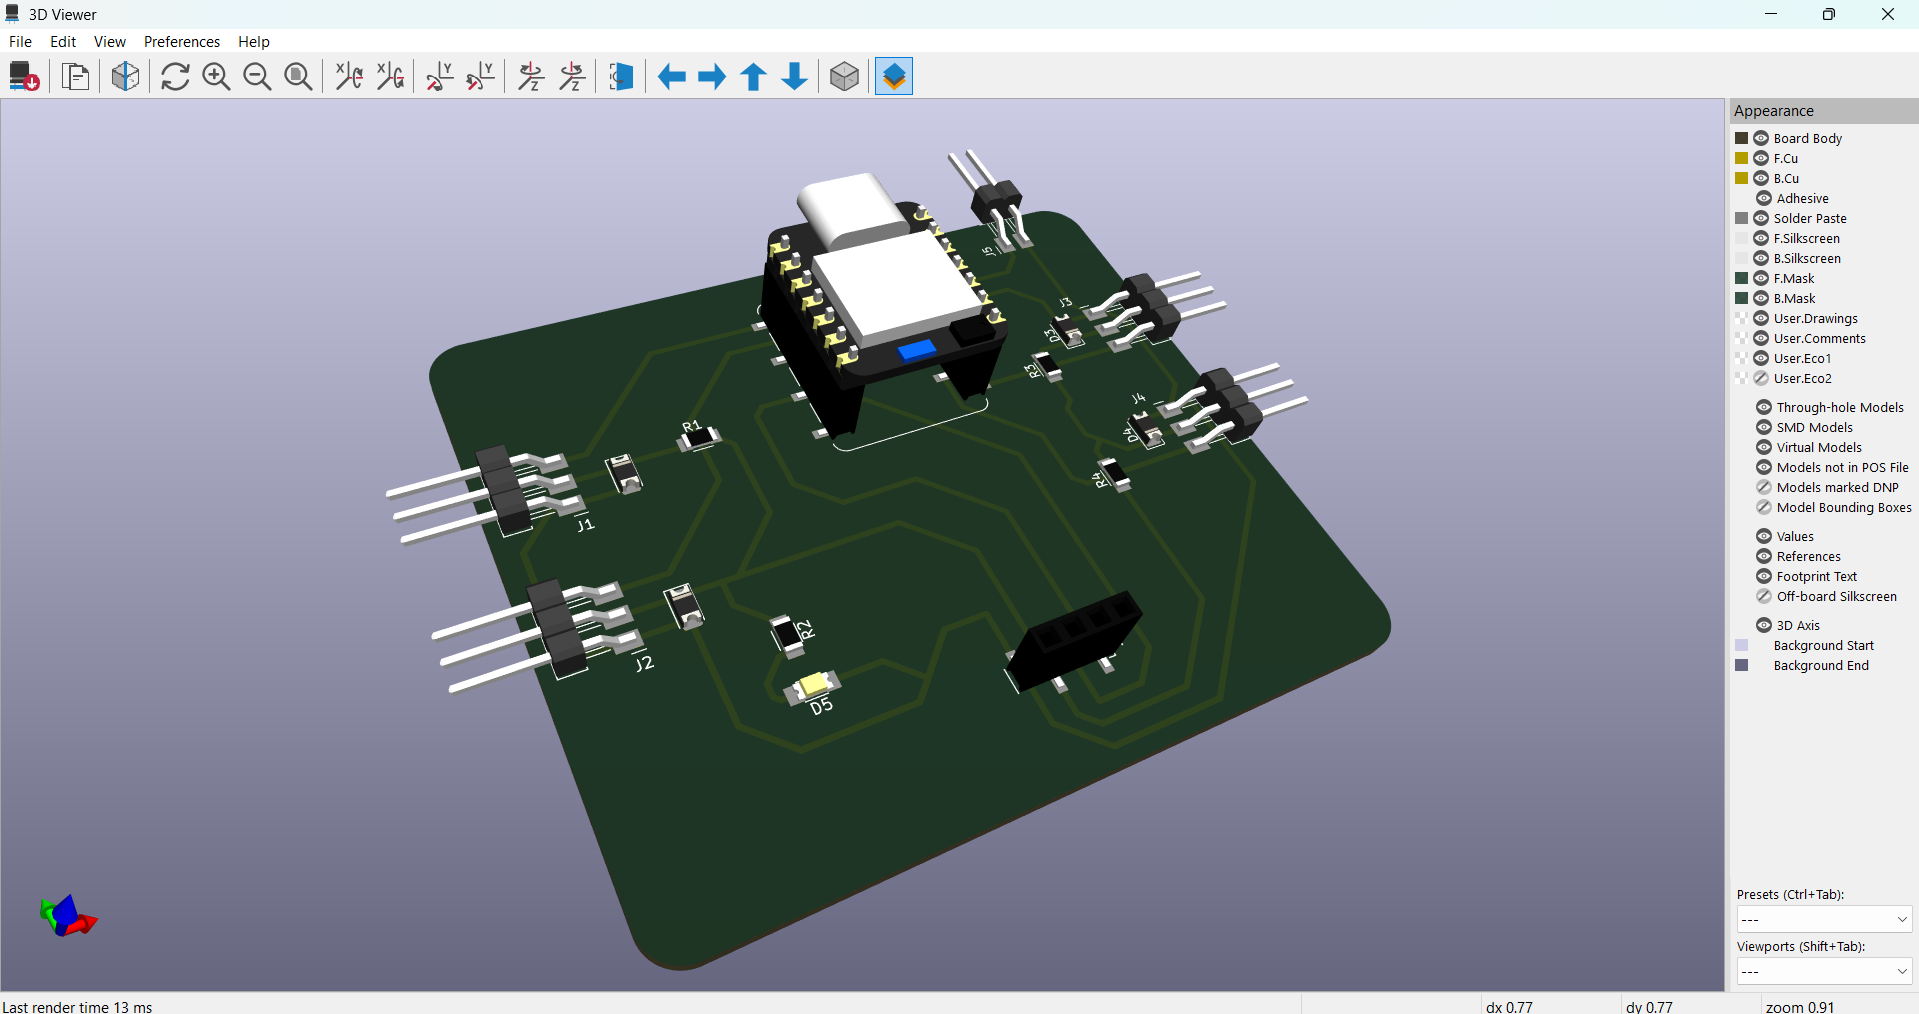 3D Viewer
File Edit View Preferences Help
Appearance
Board Body
F.Cu
B.Cu
Adhesive
Solder Paste
F.Silkscreen
B.Silkscreen
F.Mask
B.Mask
User.Drawings
User.Comments
User.Eco1
User.Eco2
Through-hole Models
SMD Models
Virtual Models
Models not in POS File
Models marked DNP
Model Bounding Boxes
Values
References
Footprint Text
Off-board Silkscreen
3D Axis
Background Start
Background End
Presets (Ctrl+Tab):
---
Viewports (Shift+Tab):
---
J5
J3
D3
R3
J4
D4
R4
R1
J1
J2
R2
D5
Last render time 13 ms
dx 0.77
dy 0.77
zoom 0.91